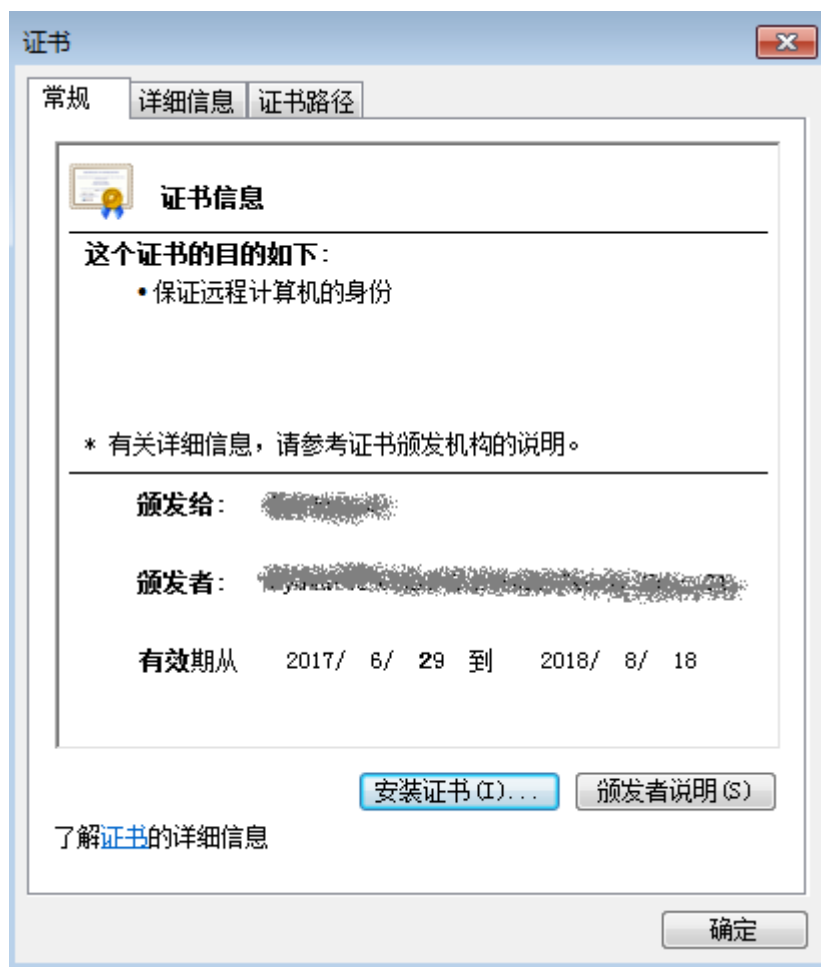 证书
常规 详细信息 证书路径
证书信息
这个证书的目的如下:
•保证远程计算机的身份
* 有关详细信息，请参考证书颁发机构的说明。
颁发给:
颁发者:
有效期从 2017/ 6/ 29 到 2018/ 8/ 18
安装证书(I)... 颁发者说明(S)
了解证书的详细信息
确定